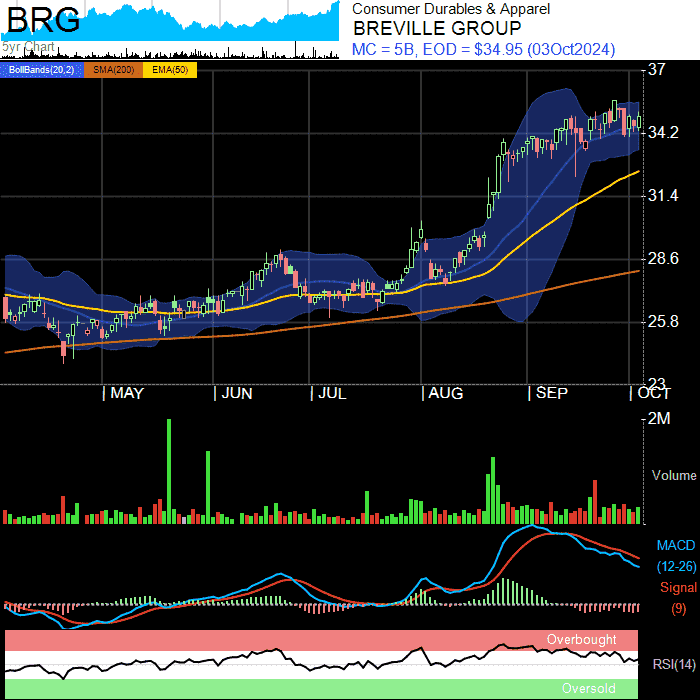 BRG
5yr Chart
Consumer Durables & Apparel
BREVILLE GROUP
MC = 5B, EOD = $34.95 (03Oct2024)
BollBands(20,2) SMA(200) EMA(50)
37
34.2
31.4
28.6
25.8
23
MAY JUN JUL AUG SEP OCT
2M
Volume
MACD
(12-26)
Signal
(9)
Overbought
RSI(14)
Oversold